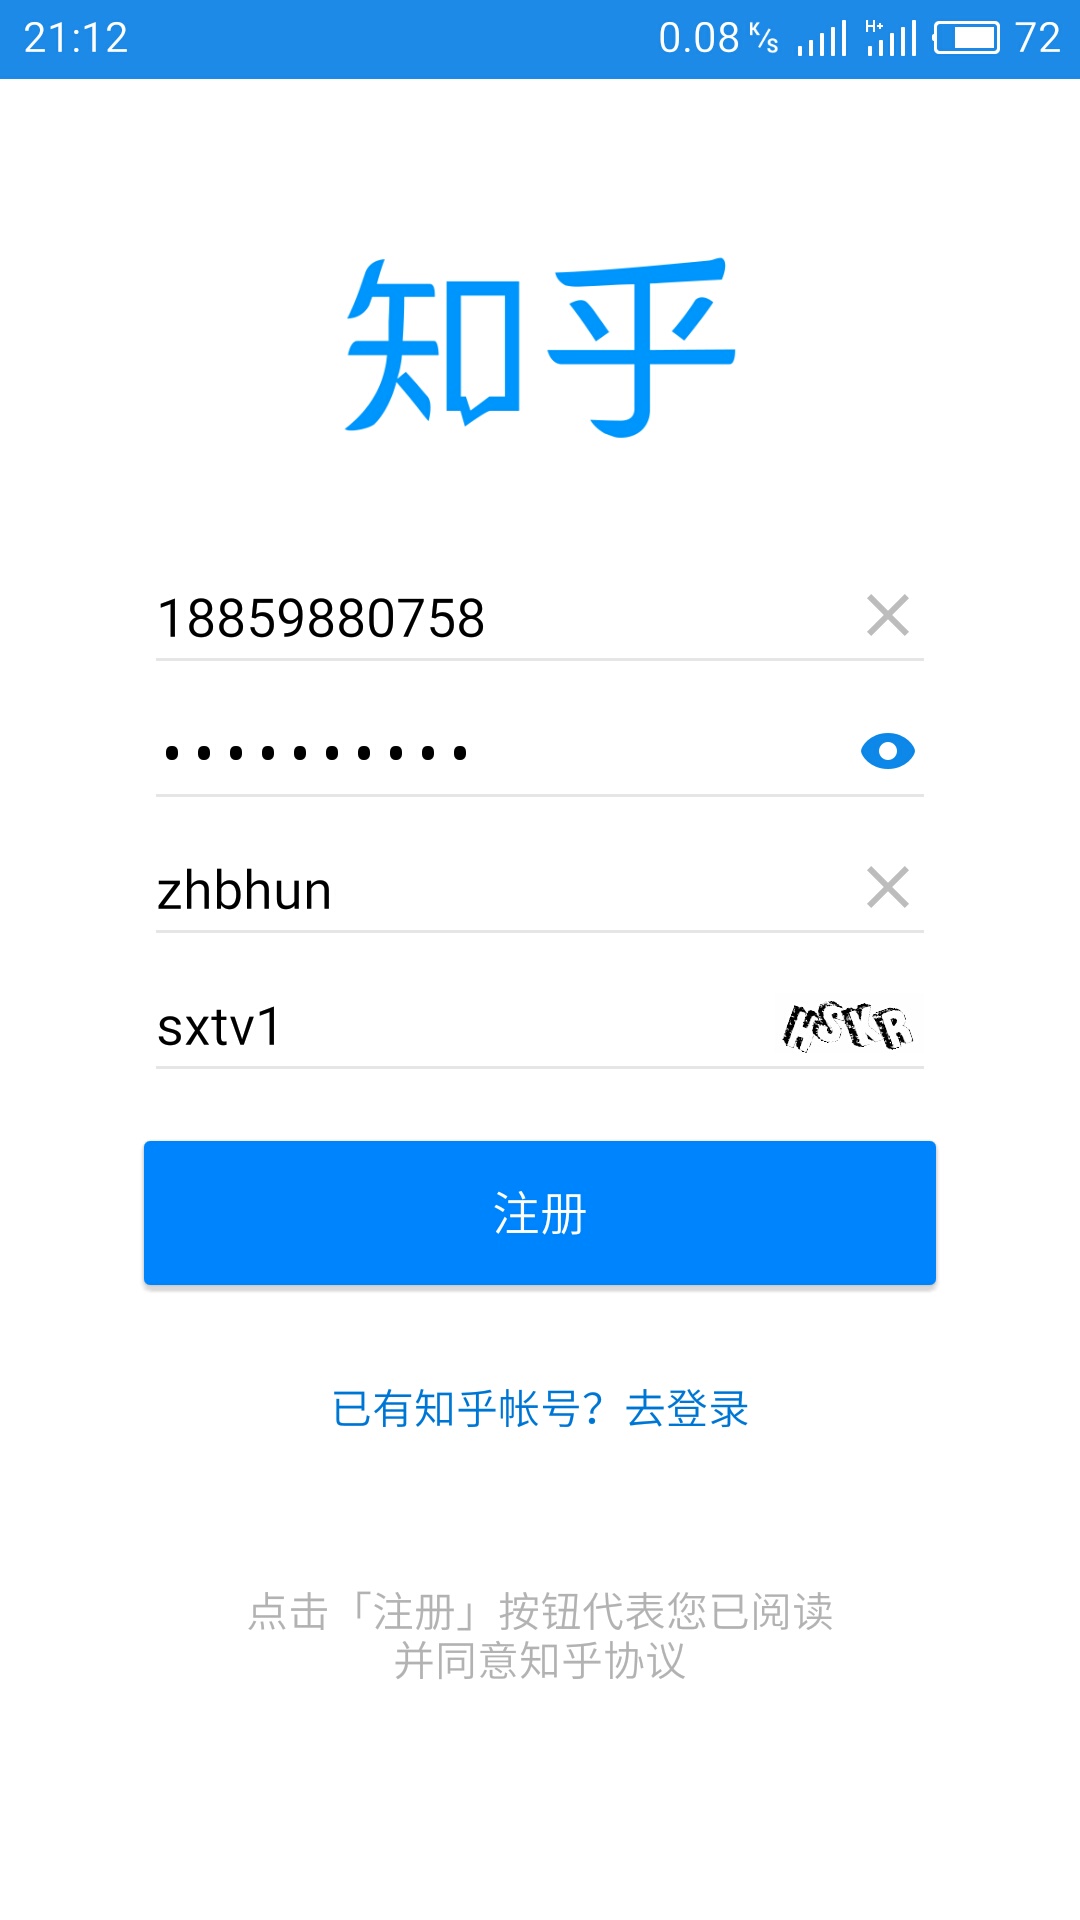 21:12 0.08 K/s H+ 72
知乎
18859880758
••••••••••
zhbhun
sxtv1 HSKR
注册
已有知乎帐号？去登录
点击「注册」按钮代表您已阅读
并同意知乎协议